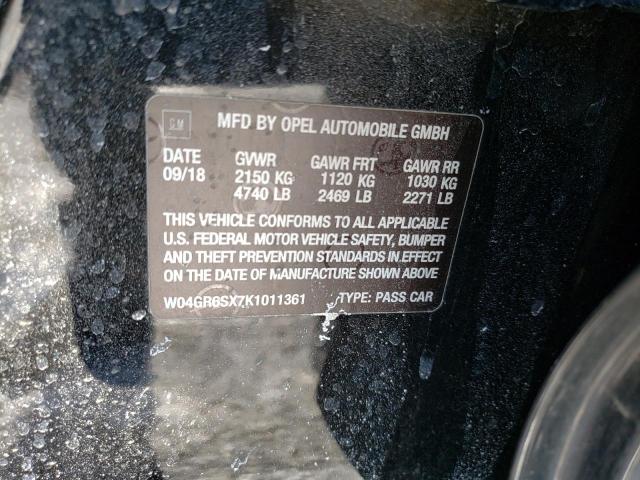 GM
MFD BY OPEL AUTOMOBILE GMBH
DATE GVWR GAWR FRT GAWR RR
09/18 2150 KG 1120 KG 1030 KG
4740 LB 2469 LB 2271 LB
THIS VEHICLE CONFORMS TO ALL APPLICABLE
U.S. FEDERAL MOTOR VEHICLE SAFETY, BUMPER
AND THEFT PREVENTION STANDARDS IN EFFECT
ON THE DATE OF MANUFACTURE SHOWN ABOVE
W04GR6SX7K1011361 TYPE: PASS CAR